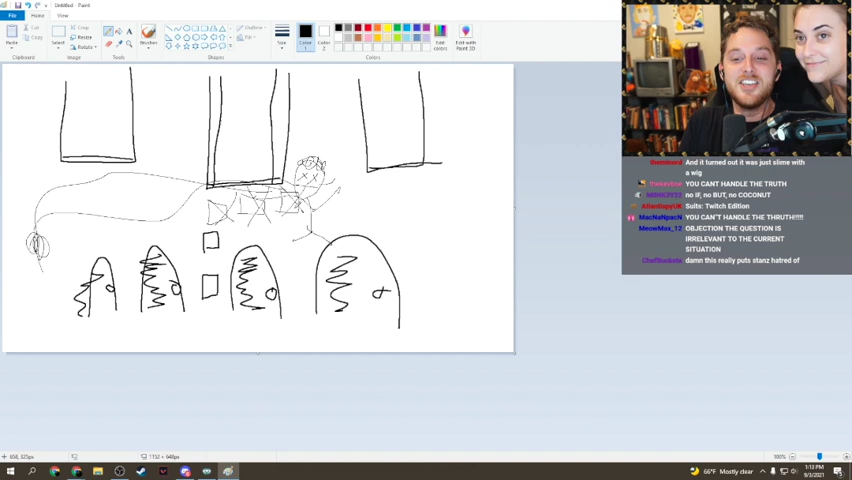 Untitled - Paint
File
Home
View
Paste
Select
Crop
Resize
Rotate
Brushes
Outline
Fill
Size
Color 1
Color 2
Edit colors
Edit with Paint 3D
Clipboard
Image
Tools
Shapes
Colors
And it turned out it was just slime with
a wig
YOU CANT HANDLE THE TRUTH
no IF, no BUT, no COCONUT
Suits: Twitch Edition
MacNaNpacN YOU CAN'T HANDLE THE THRUTH!!!!!
MeowMax_12 OBJECTION THE QUESTION IS
IRRELEVANT TO THE CURRENT
SITUATION
damn this really puts stanz hatred of
1152 × 648px
100%
66°F Mostly clear
1:13 PM
9/3/2021